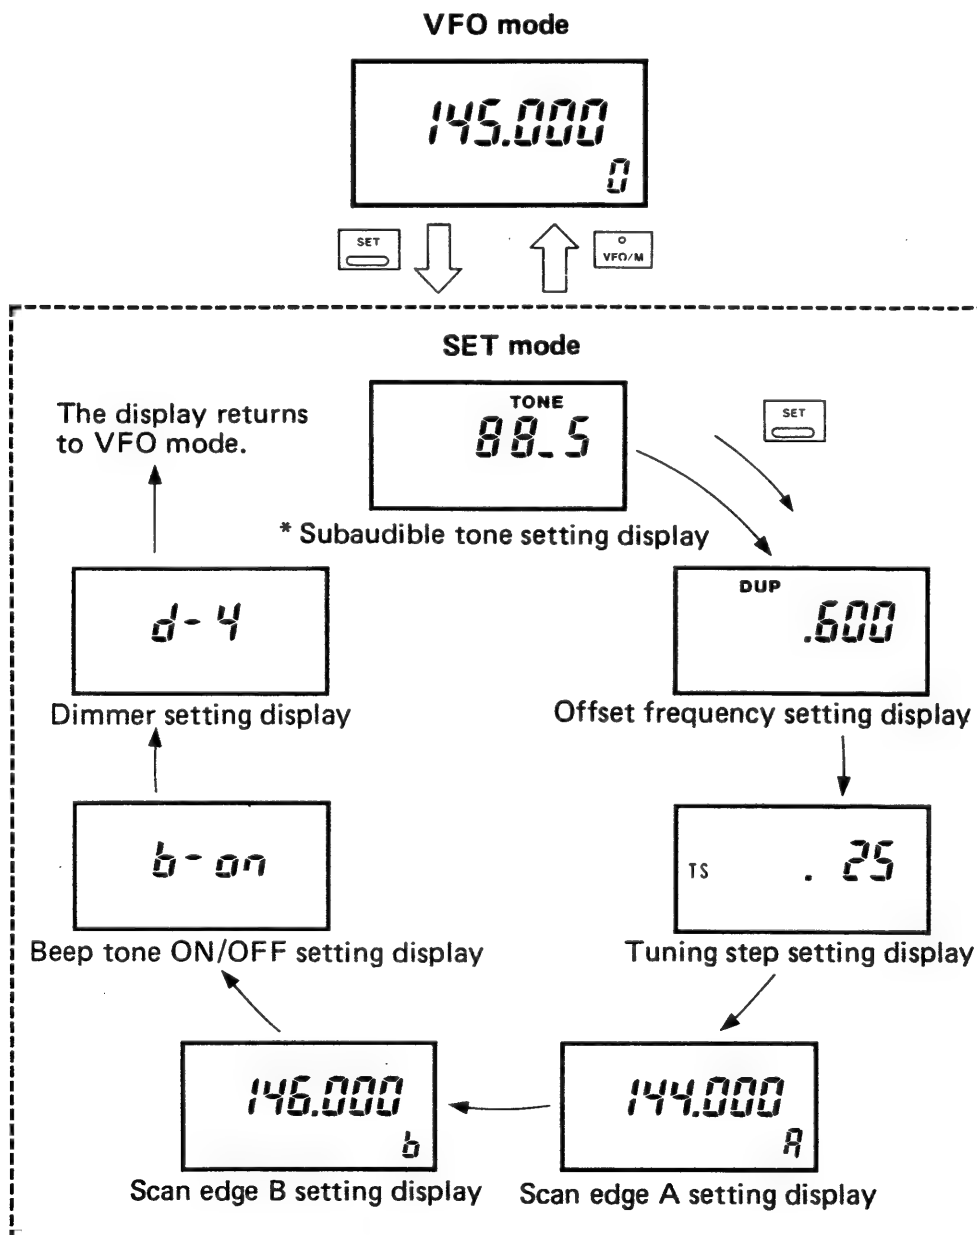 VFO mode
145.000
0
SET
VFO/M
SET mode
The display returns
to VFO mode.
TONE
88_5
SET
* Subaudible tone setting display
DUP
.600
d-4
Dimmer setting display
Offset frequency setting display
b-on
TS . 25
Beep tone ON/OFF setting display
Tuning step setting display
146.000
b
144.000
A
Scan edge B setting display
Scan edge A setting display